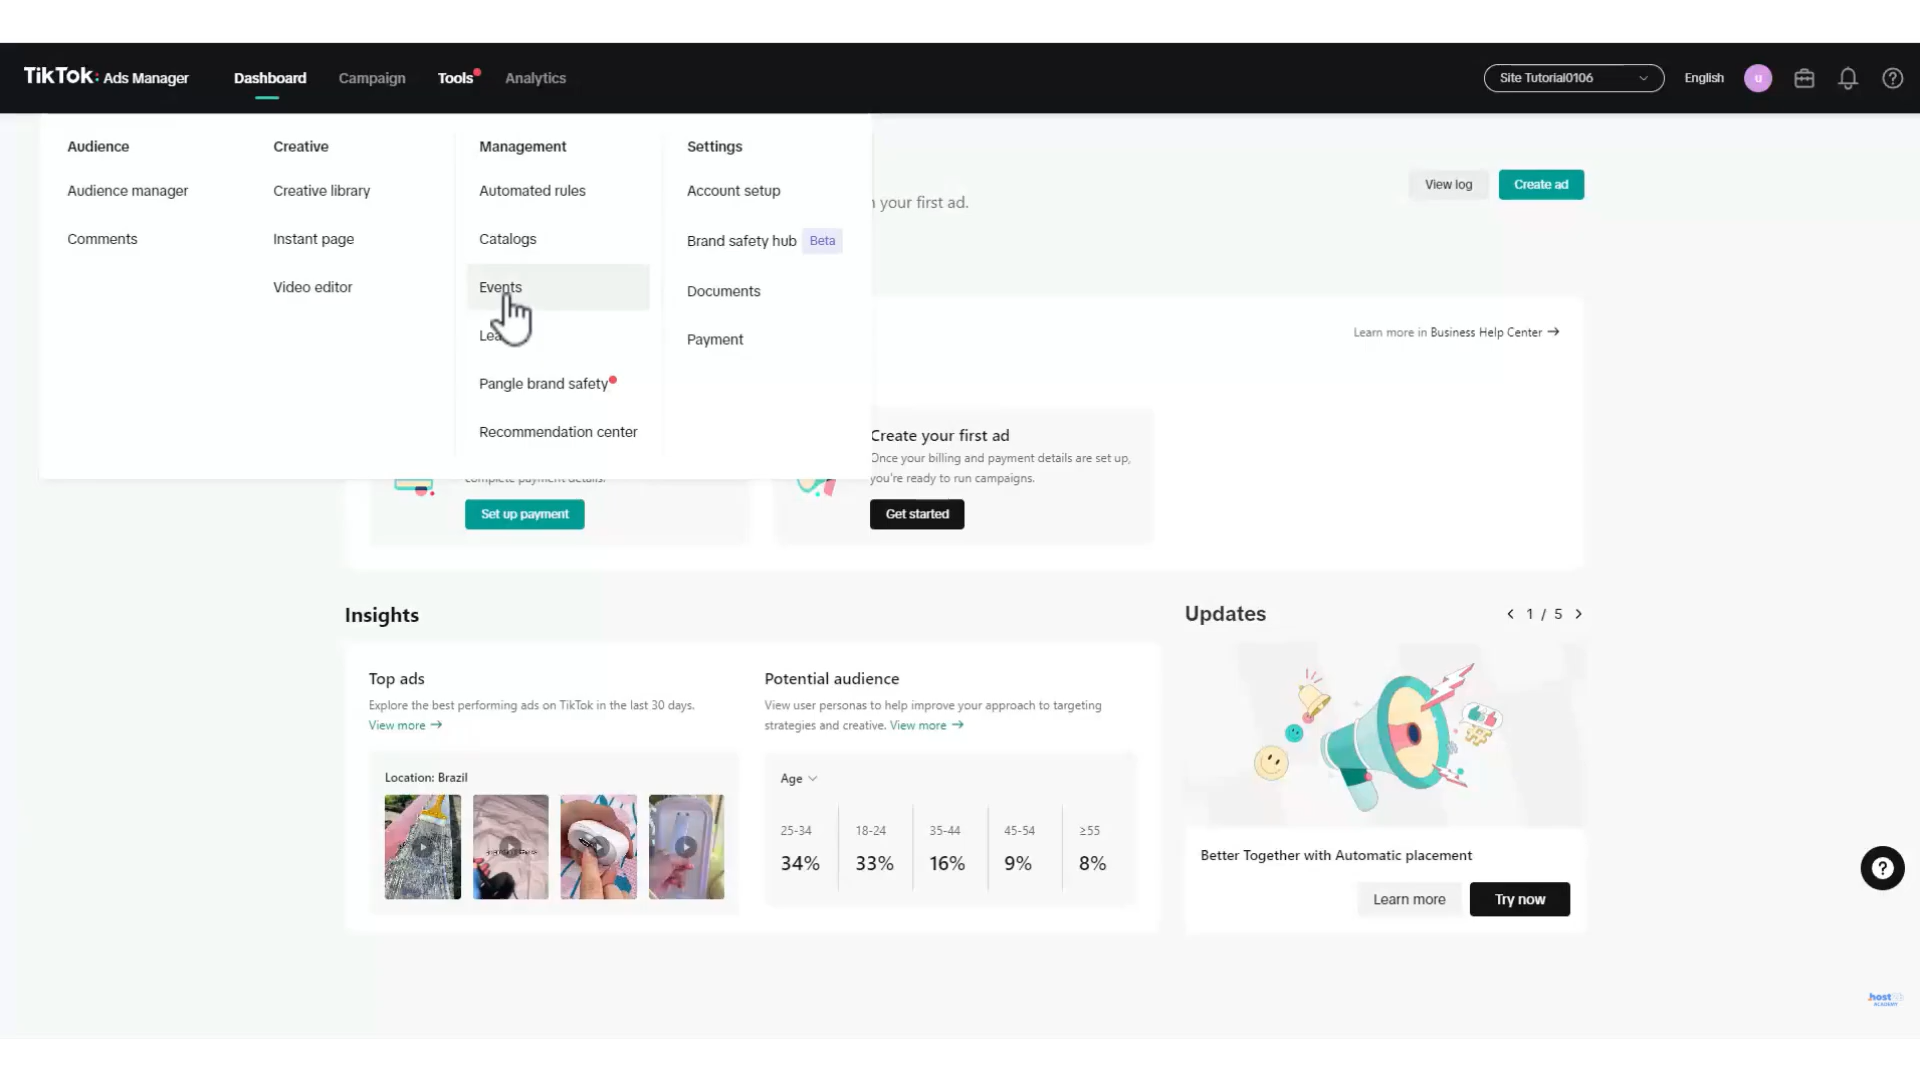 TikTok: Ads Manager Dashboard Campaign Tools Analytics Site Tutorial0106 English u
Audience Creative Management Settings
Audience manager Creative library Automated rules Account setup
View log Create ad
your first ad.
Comments Instant page Catalogs Brand safety hub Beta
Video editor Events Documents
Learn more in Business Help Center →
Payment
Pangle brand safety
Recommendation center
Create your first ad
Once your billing and payment details are set up,
you're ready to run campaigns.
complete payment details.
Set up payment Get started
Insights
Updates
< 1 / 5 >
Top ads
Explore the best performing ads on TikTok in the last 30 days.
View more →
Potential audience
View user personas to help improve your approach to targeting
strategies and creative. View more →
Location: Brazil
Age
25-34 18-24 35-44 45-54 ≥55
34% 33% 16% 9% 8%
Better Together with Automatic placement
Learn more Try now
host
ACADEMY